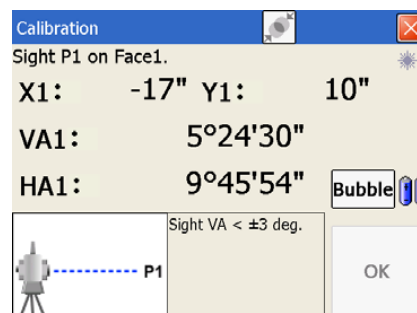 Calibration
Sight P1 on Face1.
X1: -17" Y1: 10"
VA1: 5°24'30"
HA1: 9°45'54"
Bubble
Sight VA < ±3 deg.
P1
OK